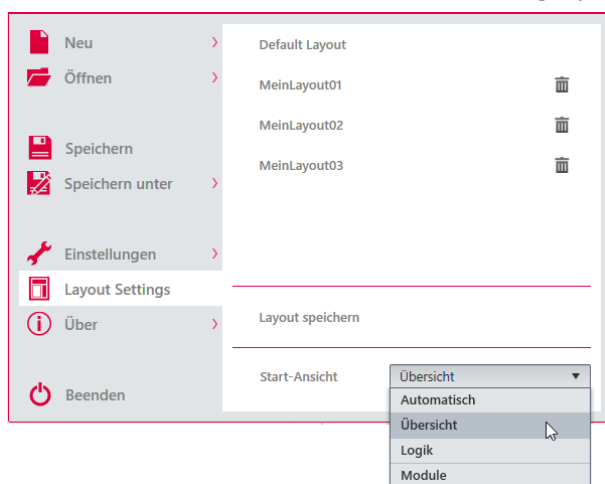 Neu
Öffnen
Speichern
Speichern unter
Einstellungen
Layout Settings
Über
Beenden
Default Layout
MeinLayout01
MeinLayout02
MeinLayout03
Layout speichern
Start-Ansicht
Übersicht
Automatisch
Übersicht
Logik
Module